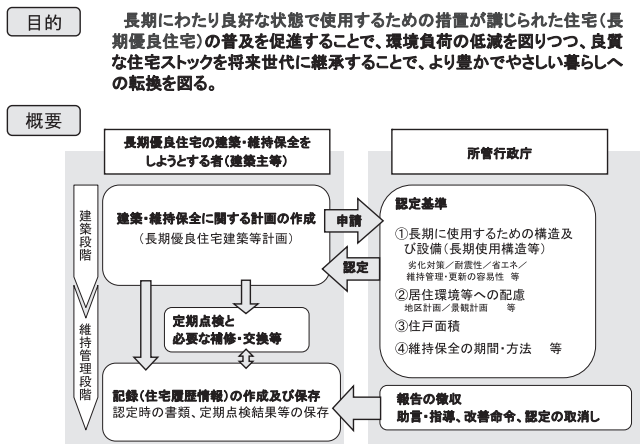 目的
長期にわたり良好な状態で使用するための措置が講じられた住宅(長
期優良住宅)の普及を促進することで、環境負荷の低減を図りつつ、良質
な住宅ストックを将来世代に継承することで、より豊かでやさしい暮らしへ
の転換を図る。
概要
長期優良住宅の建築・維持保全を
しようとする者(建築主等)
所管行政庁
建築段階
維持管理段階
建築・維持保全に関する計画の作成
(長期優良住宅建築等計画)
申請
認定
定期点検と
必要な補修・交換等
記録(住宅履歴情報)の作成及び保存
認定時の書類、定期点検結果等の保存
認定基準
①長期に使用するための構造及
び設備(長期使用構造等)
劣化対策/耐震性/省エネ/
維持管理・更新の容易性 等
②居住環境等への配慮
地区計画/景観計画 等
③住戸面積
④維持保全の期間・方法 等
報告の徴収
助言・指導、改善命令、認定の取消し